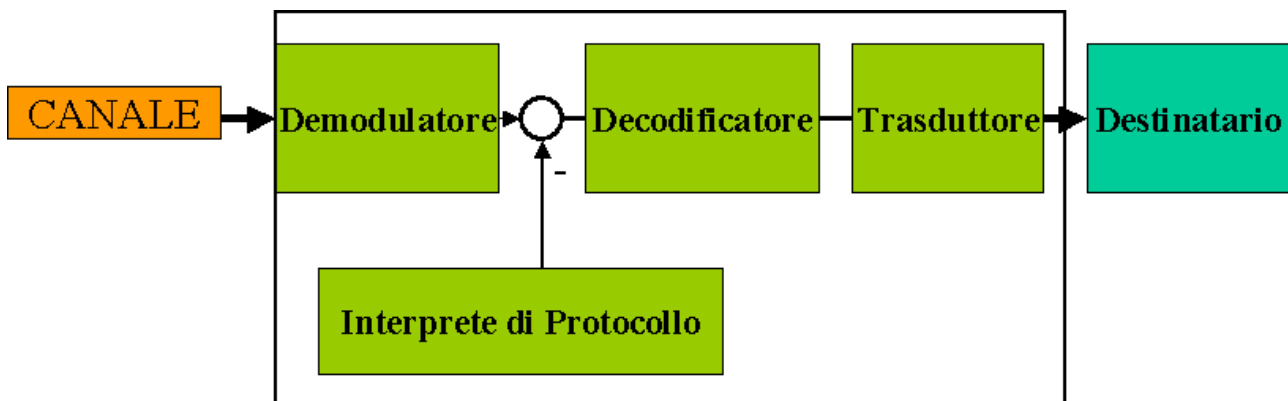 CANALE
Demodulatore
Decodificatore
Trasduttore
Destinatario
-
Interprete di Protocollo